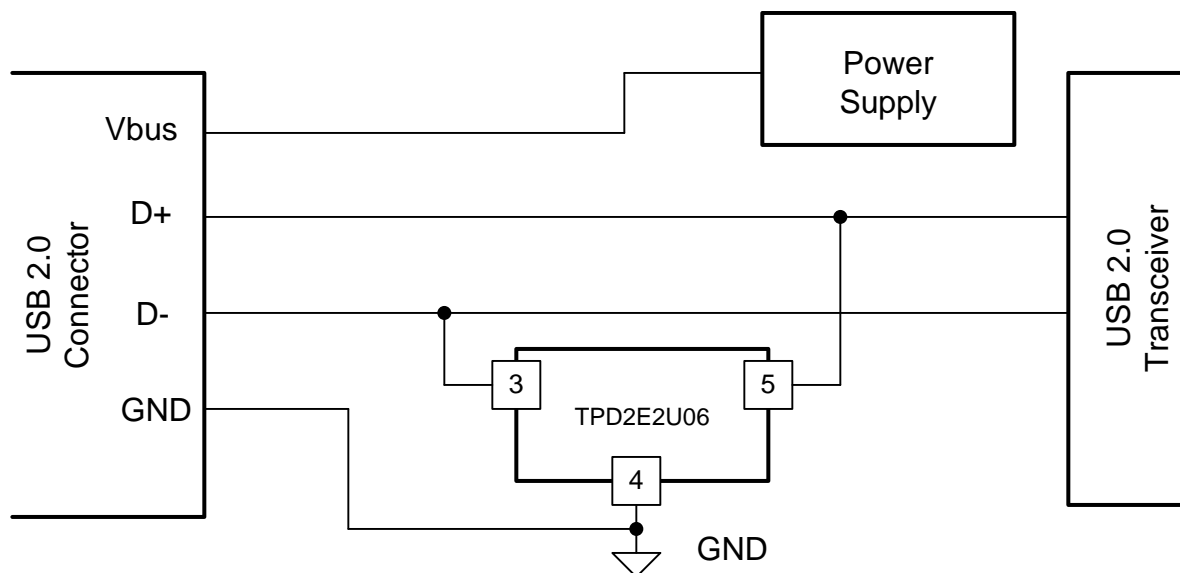 Power
Supply
Vbus
D+
D-
GND
USB 2.0
Connector
USB 2.0
Transceiver
3
5
TPD2E2U06
4
GND